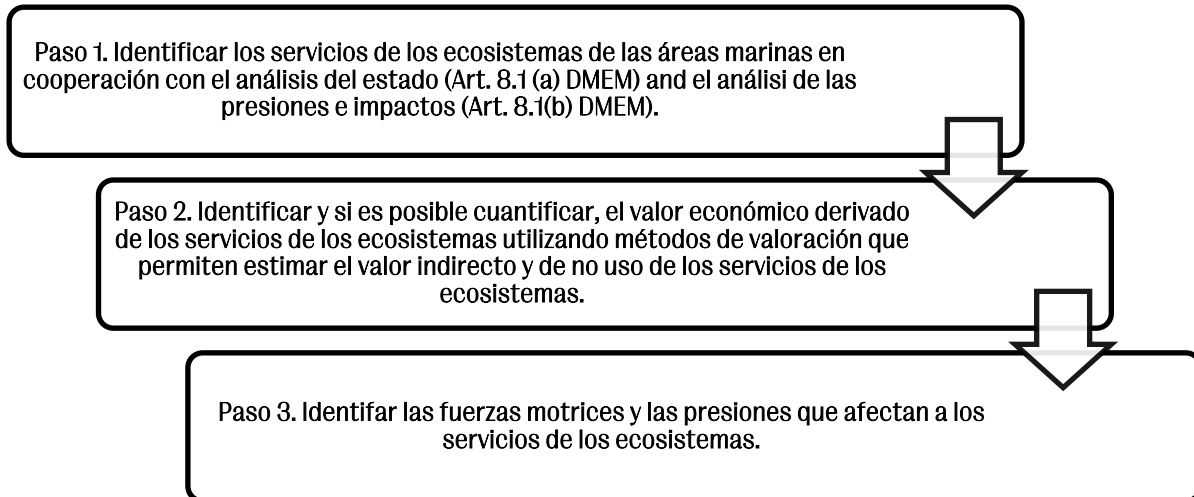 Paso 1. Identificar los servicios de los ecosistemas de las áreas marinas en
cooperación con el análisis del estado (Art. 8.1 (a) DMEM) and el análisi de las
presiones e impactos (Art. 8.1(b) DMEM).
Paso 2. Identificar y si es posible cuantificar, el valor económico derivado
de los servicios de los ecosistemas utilizando métodos de valoración que
permiten estimar el valor indirecto y de no uso de los servicios de los
ecosistemas.
Paso 3. Identifar las fuerzas motrices y las presiones que afectan a los
servicios de los ecosistemas.